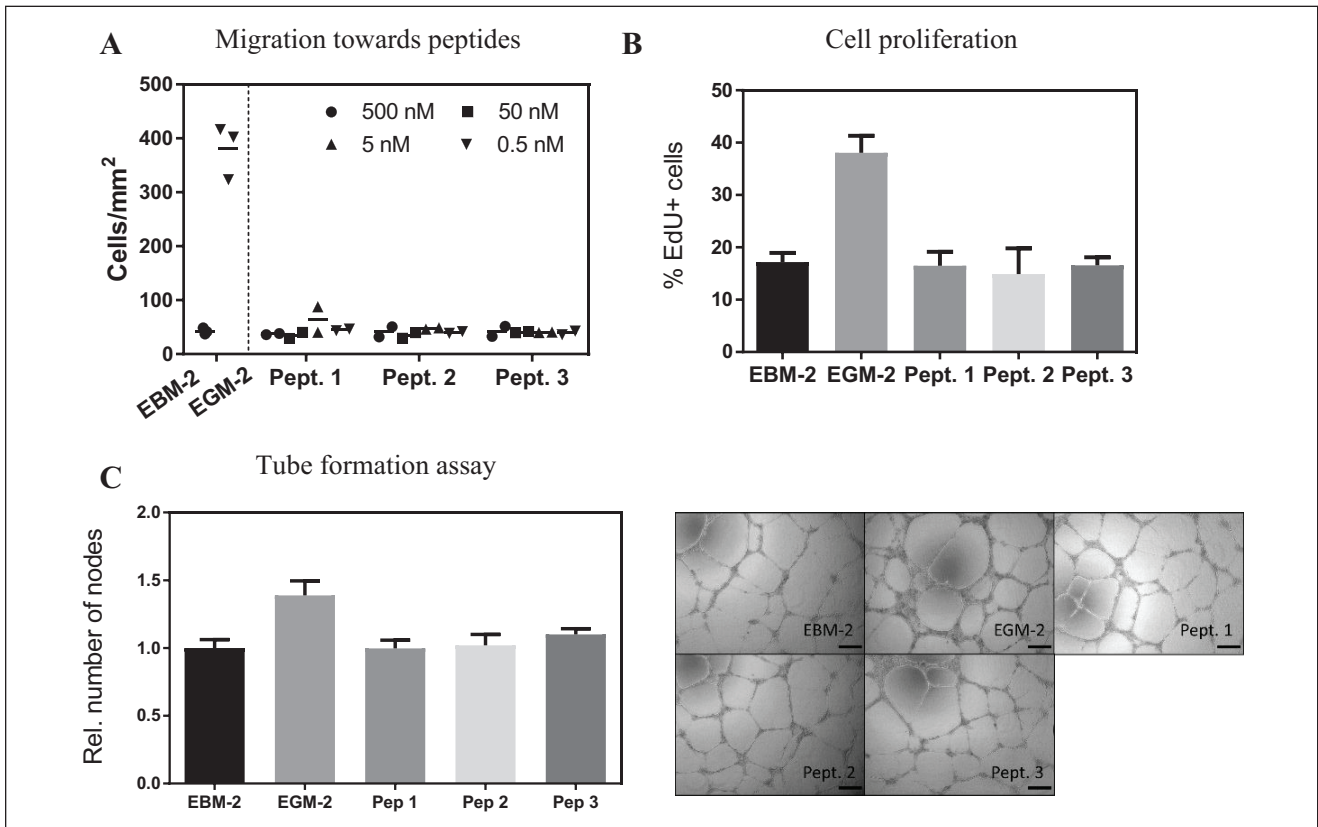 A Migration towards peptides
500
400
300
200
100
0
Cells/mm²
500 nM 50 nM
5 nM 0.5 nM
EBM-2 EGM-2 Pept. 1 Pept. 2 Pept. 3
B Cell proliferation
50
40
30
20
10
0
% EdU+ cells
EBM-2 EGM-2 Pept. 1 Pept. 2 Pept. 3
C Tube formation assay
2.0
1.5
1.0
0.5
0.0
Rel. number of nodes
EBM-2 EGM-2 Pep 1 Pep 2 Pep 3
EBM-2 EGM-2 Pept. 1
Pept. 2 Pept. 3